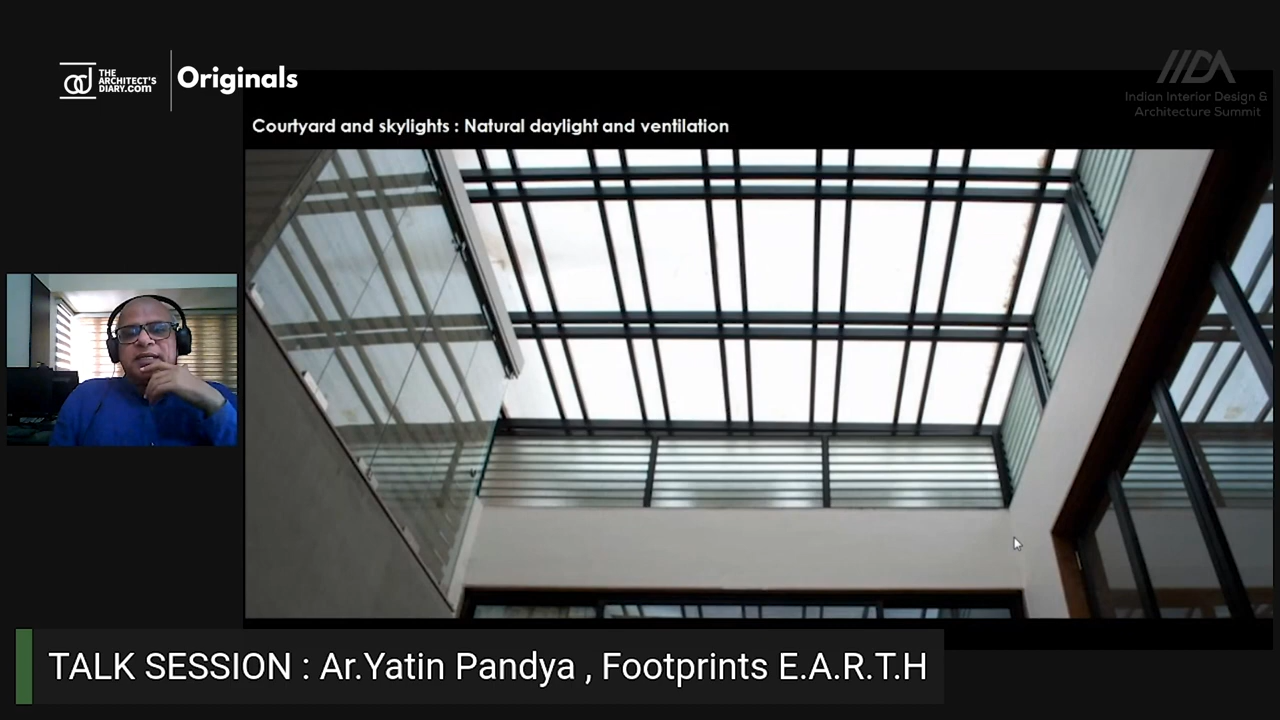 THE
ARCHITECT'S
DIARY.com
Originals
IIDA
Indian Interior Design &
Architecture Summit
Courtyard and skylights : Natural daylight and ventilation
TALK SESSION : Ar.Yatin Pandya , Footprints E.A.R.T.H